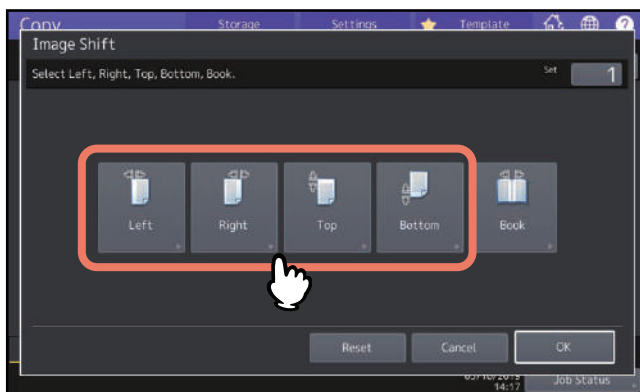 Copy Storage Settings Template
Image Shift
Select Left, Right, Top, Bottom, Book. Set 1
Left Right Top Bottom Book
Reset Cancel OK
14:17 Job Status